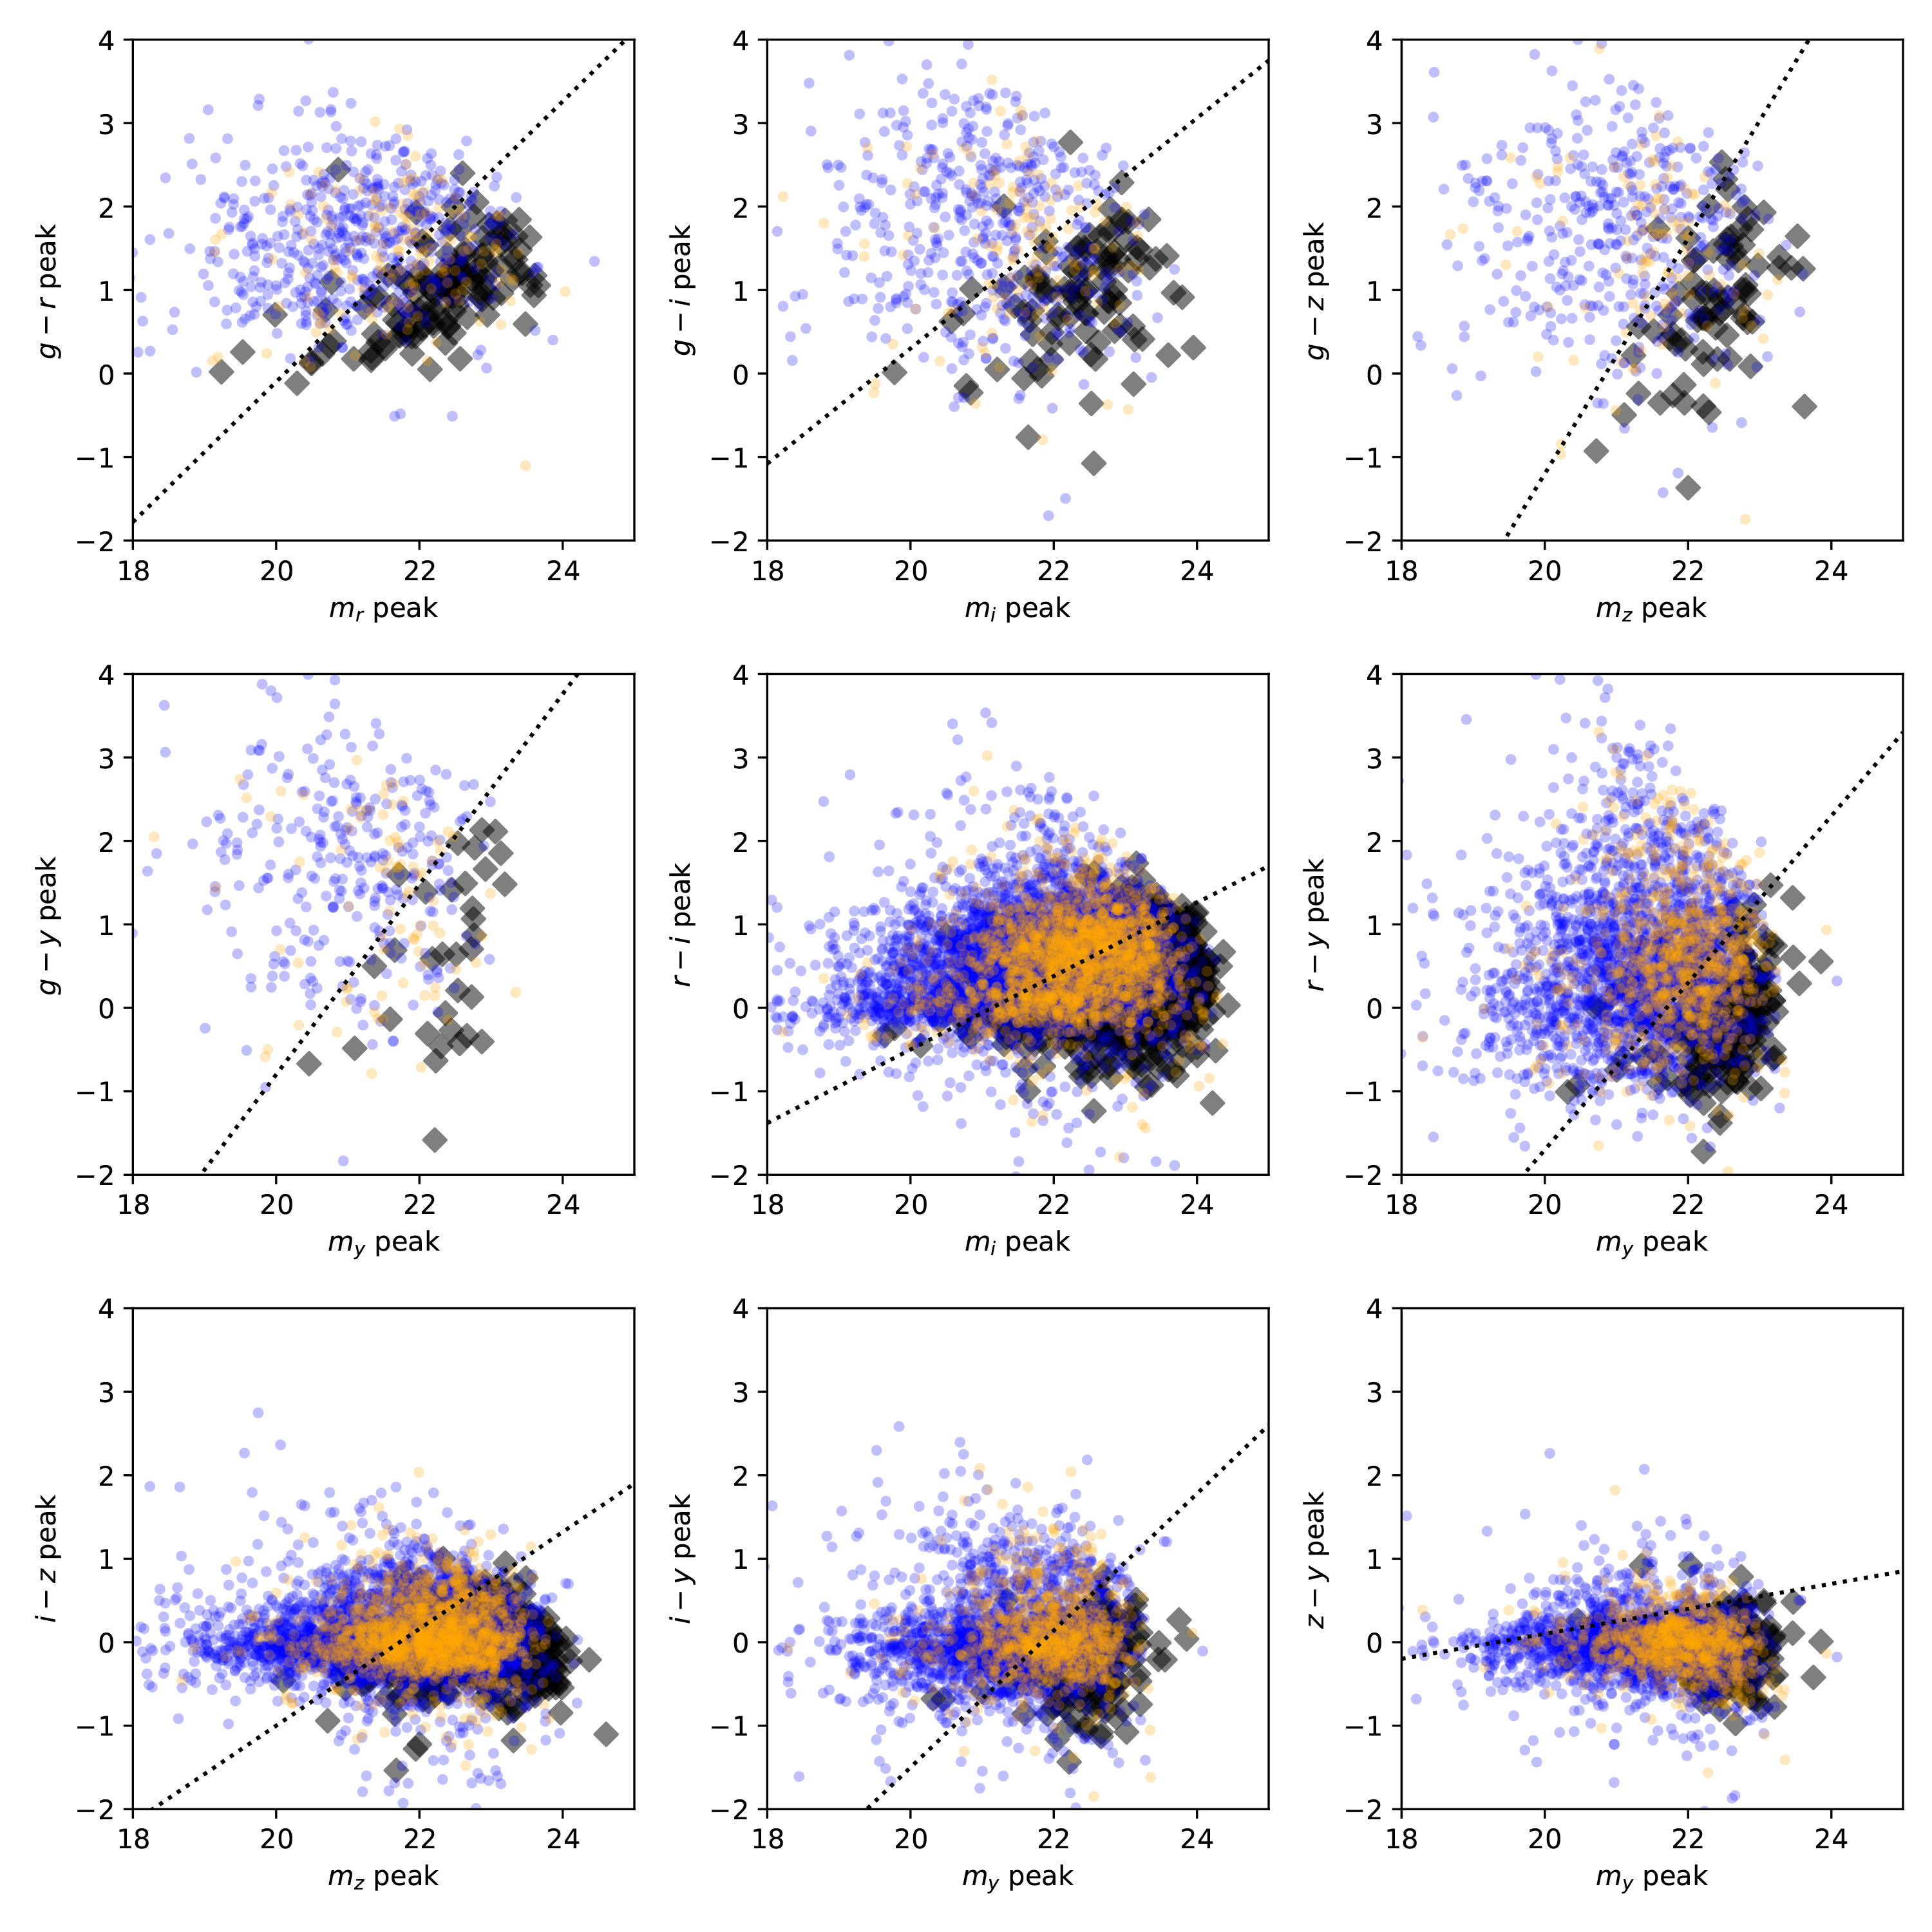 4
3
2
1
0
−1
−2
g − r peak
18 20 22 24
m_r peak
4
3
2
1
0
−1
−2
g − i peak
18 20 22 24
m_i peak
4
3
2
1
0
−1
−2
g − z peak
18 20 22 24
m_z peak
4
3
2
1
0
−1
−2
g − y peak
18 20 22 24
m_y peak
4
3
2
1
0
−1
−2
r − i peak
18 20 22 24
m_i peak
4
3
2
1
0
−1
−2
r − y peak
18 20 22 24
m_y peak
4
3
2
1
0
−1
−2
i − z peak
18 20 22 24
m_z peak
4
3
2
1
0
−1
−2
i − y peak
18 20 22 24
m_y peak
4
3
2
1
0
−1
−2
z − y peak
18 20 22 24
m_y peak